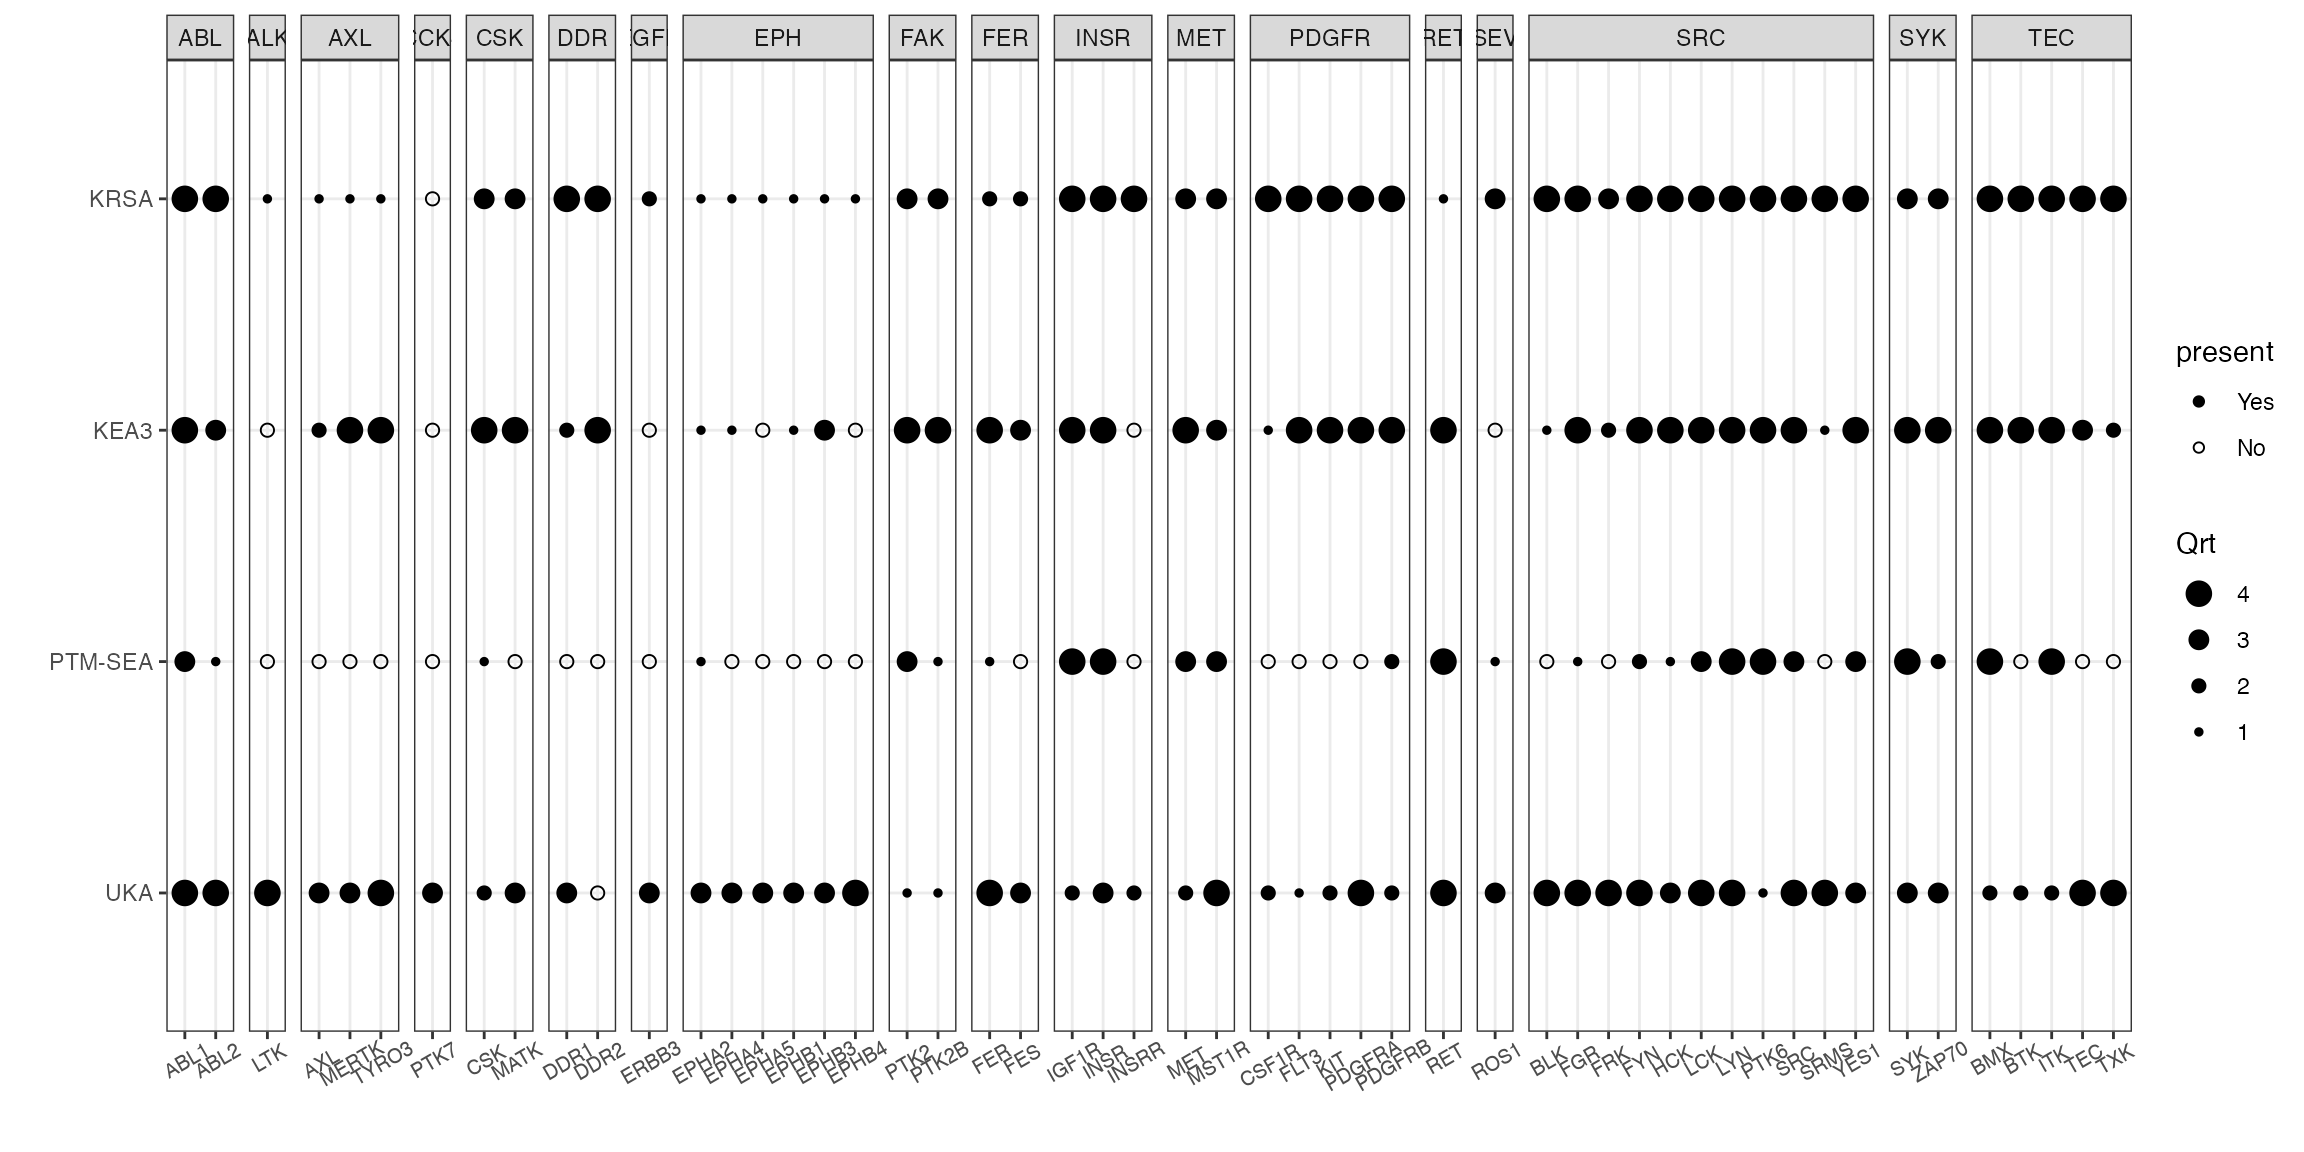 ABL ALK AXL CCK CSK DDR EGF EPH FAK FER INSR MET PDGFR RET SEV SRC SYK TEC
KRSA
KEA3
PTM-SEA
UKA
ABL1 ABL2 LTK AXL MERTK TYRO3 PTK7 CSK MATK DDR1 DDR2 ERBB3 EPHA2 EPHA4 EPHA5 EPHB1 EPHB3 EPHB4 PTK2 PTK2B FER FES IGF1R INSR INSRR MET MST1R CSF1R FLT3 KIT PDGFRA PDGFRB RET ROS1 BLK FGR FRK FYN HCK LCK LYN PTK6 SRC SRMS YES1 SYK ZAP70 BMX BTK ITK TEC TXK
present
Yes
No
Qrt
4
3
2
1